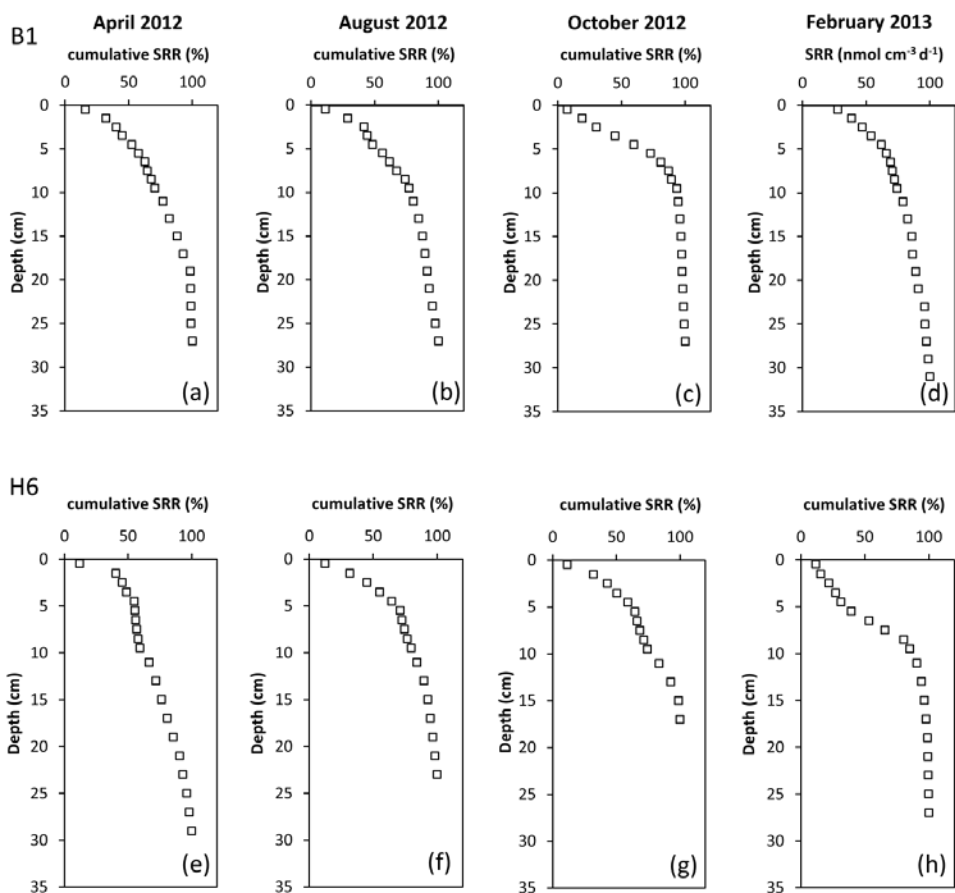 B1
April 2012 August 2012 October 2012 February 2013
cumulative SRR (%) cumulative SRR (%) cumulative SRR (%) SRR (nmol cm⁻³ d⁻¹)
0 50 100 0 50 100 0 50 100 0 50 100
0 0 0 0
5 5 5 5
10 10 10 10
15 15 15 15
20 20 20 20
25 25 25 25
30 30 30 30
35 35 35 35
Depth (cm) Depth (cm) Depth (cm) Depth (cm)
(a) (b) (c) (d)
H6
cumulative SRR (%) cumulative SRR (%) cumulative SRR (%) cumulative SRR (%)
0 50 100 0 50 100 0 50 100 0 50 100
0 0 0 0
5 5 5 5
10 10 10 10
15 15 15 15
20 20 20 20
25 25 25 25
30 30 30 30
35 35 35 35
Depth (cm) Depth (cm) Depth (cm) Depth (cm)
(e) (f) (g) (h)